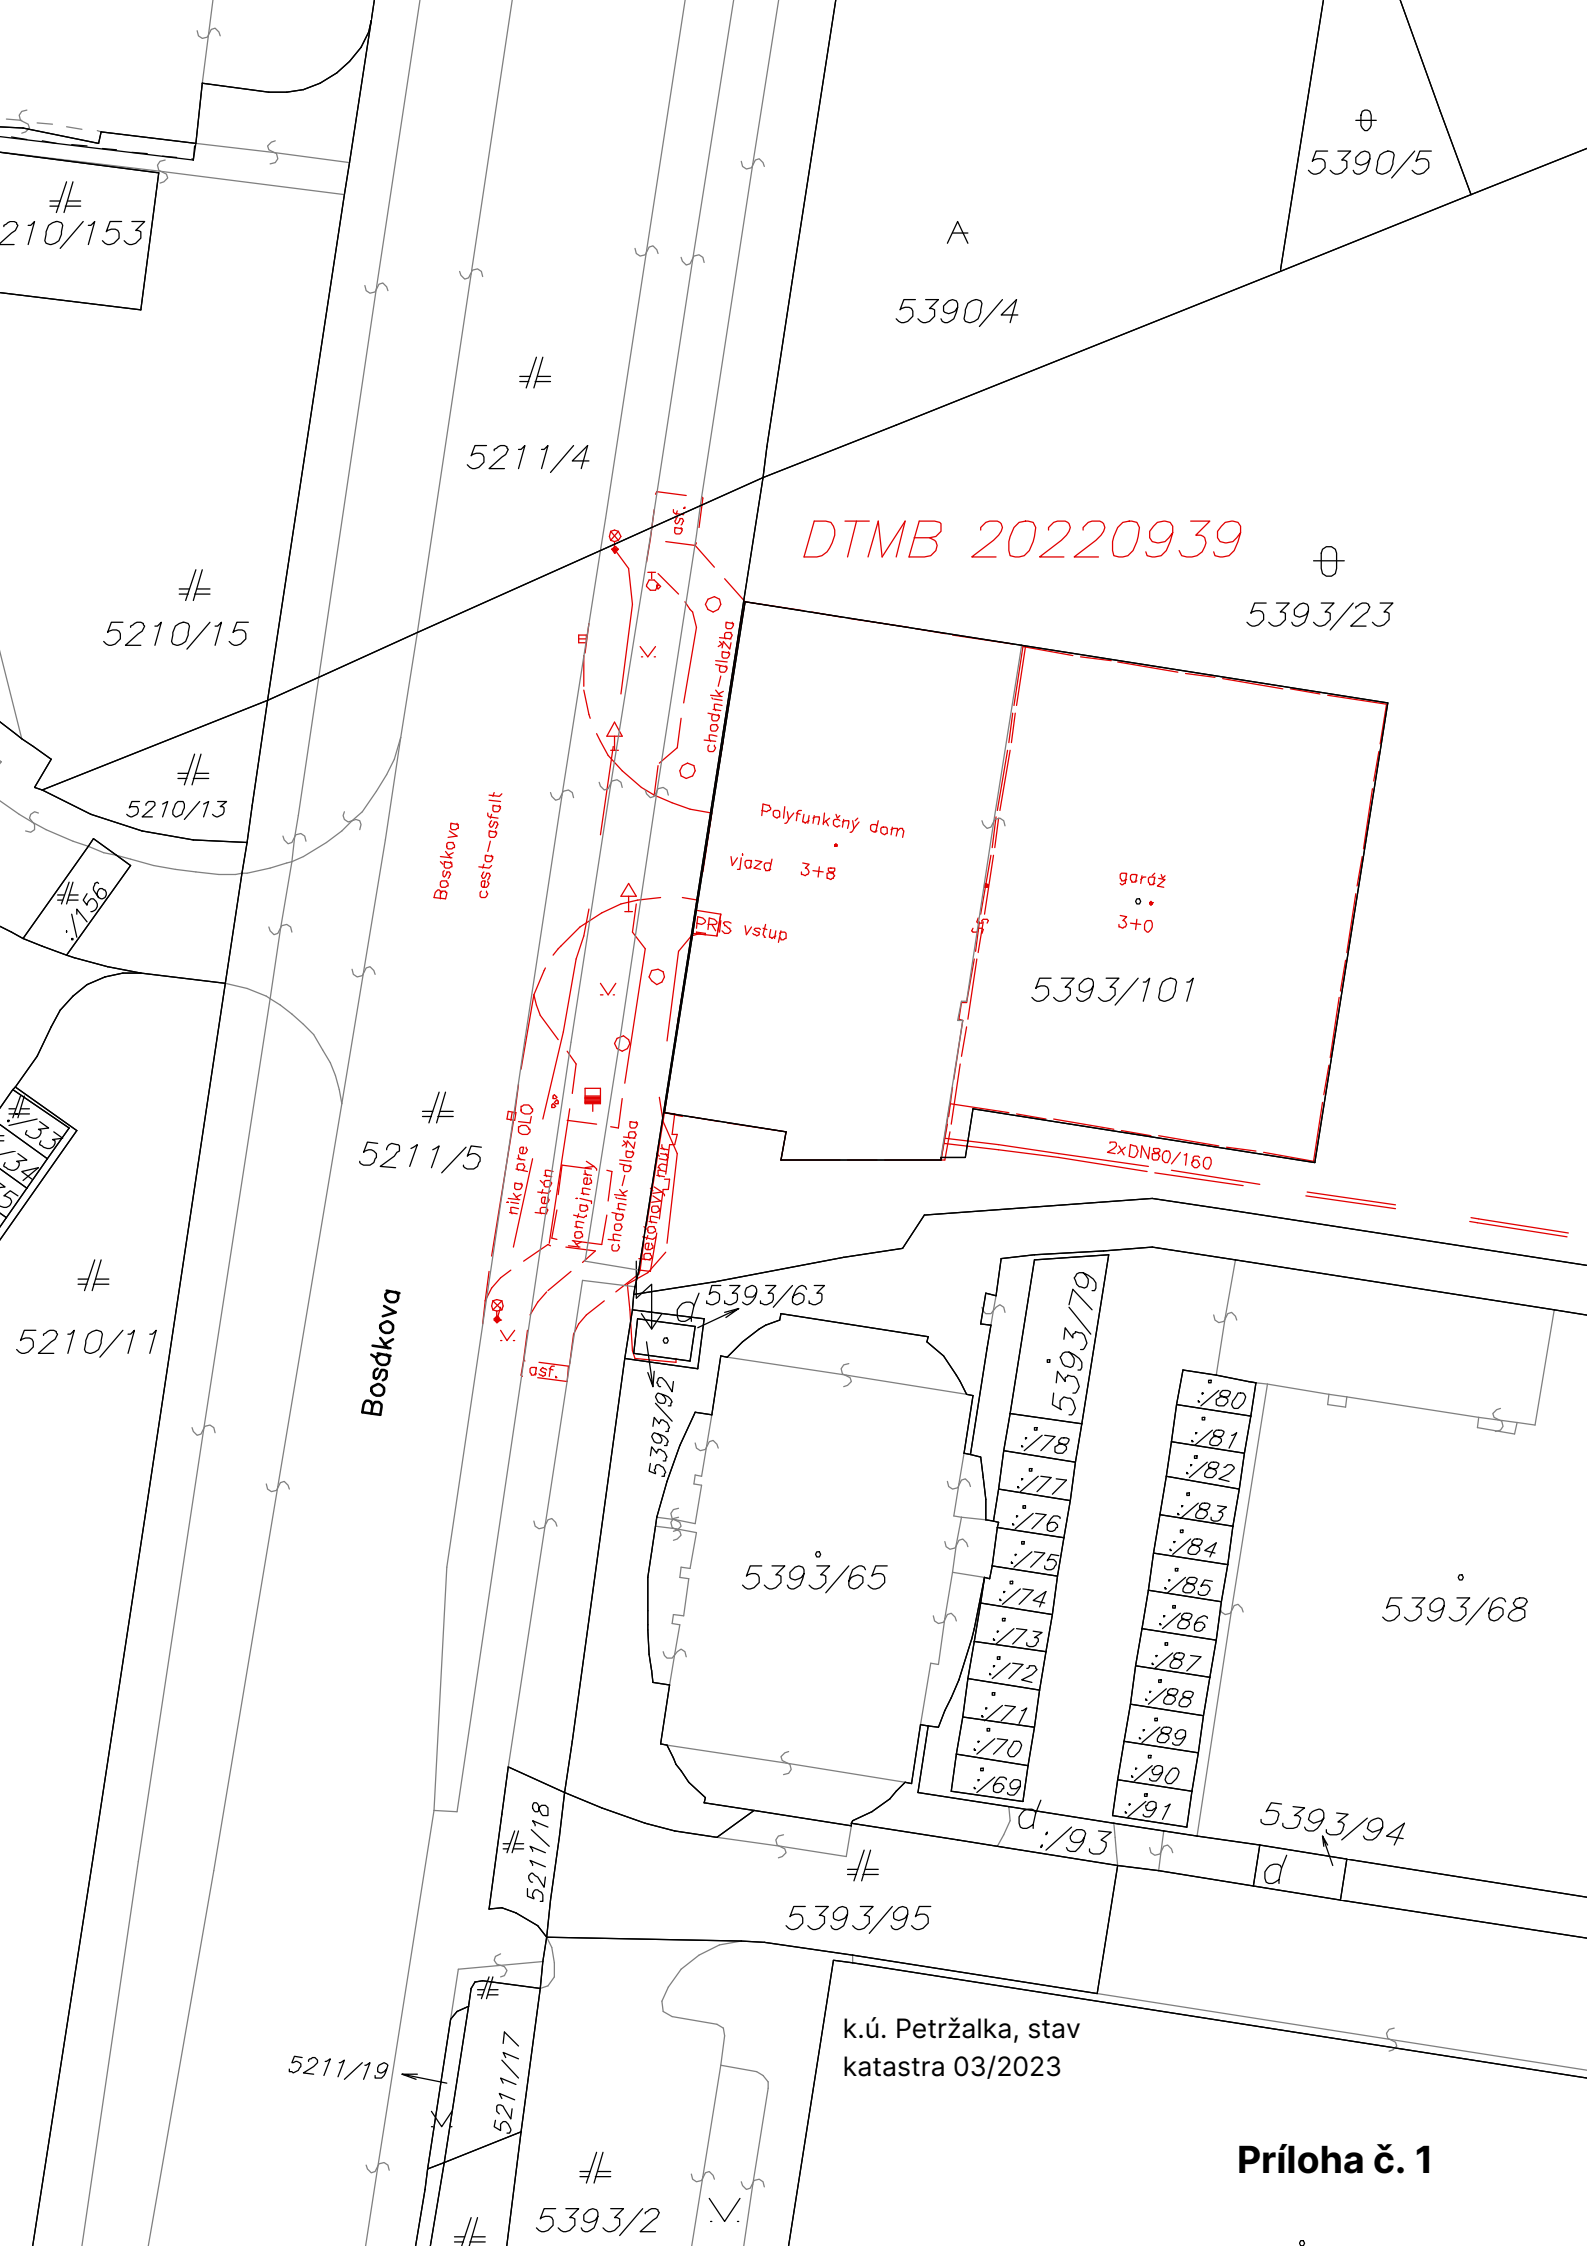 5390/5
210/153
5390/4
5211/4
asf.
DTMB 20220939
5393/23
5210/15
chodník-dlažba
5210/13
Bosákova
cesta-asfalt
Polyfunkčný dom
vjazd 3+8
garáž
3+0
:/156
PRIS vstup
5393/101
5211/5
:/33
/34
35
nika pre OLO
betón
kontajnery
chodník-dlažba
betónový múr
2xDN80/160
5210/11
Bosákova
d
5393/63
asf.
5393/92
5393/79
:/78
:/77
:/76
:/75
:/74
:/73
:/72
:/71
:/70
:/69
:/80
:/81
:/82
:/83
:/84
:/85
:/86
:/87
:/88
:/89
:/90
:/91
5393/65
5393/68
5211/18
d
:/93
5393/94
d
5393/95
k.ú. Petržalka, stav
katastra 03/2023
5211/19
5211/17
Príloha č. 1
5393/2